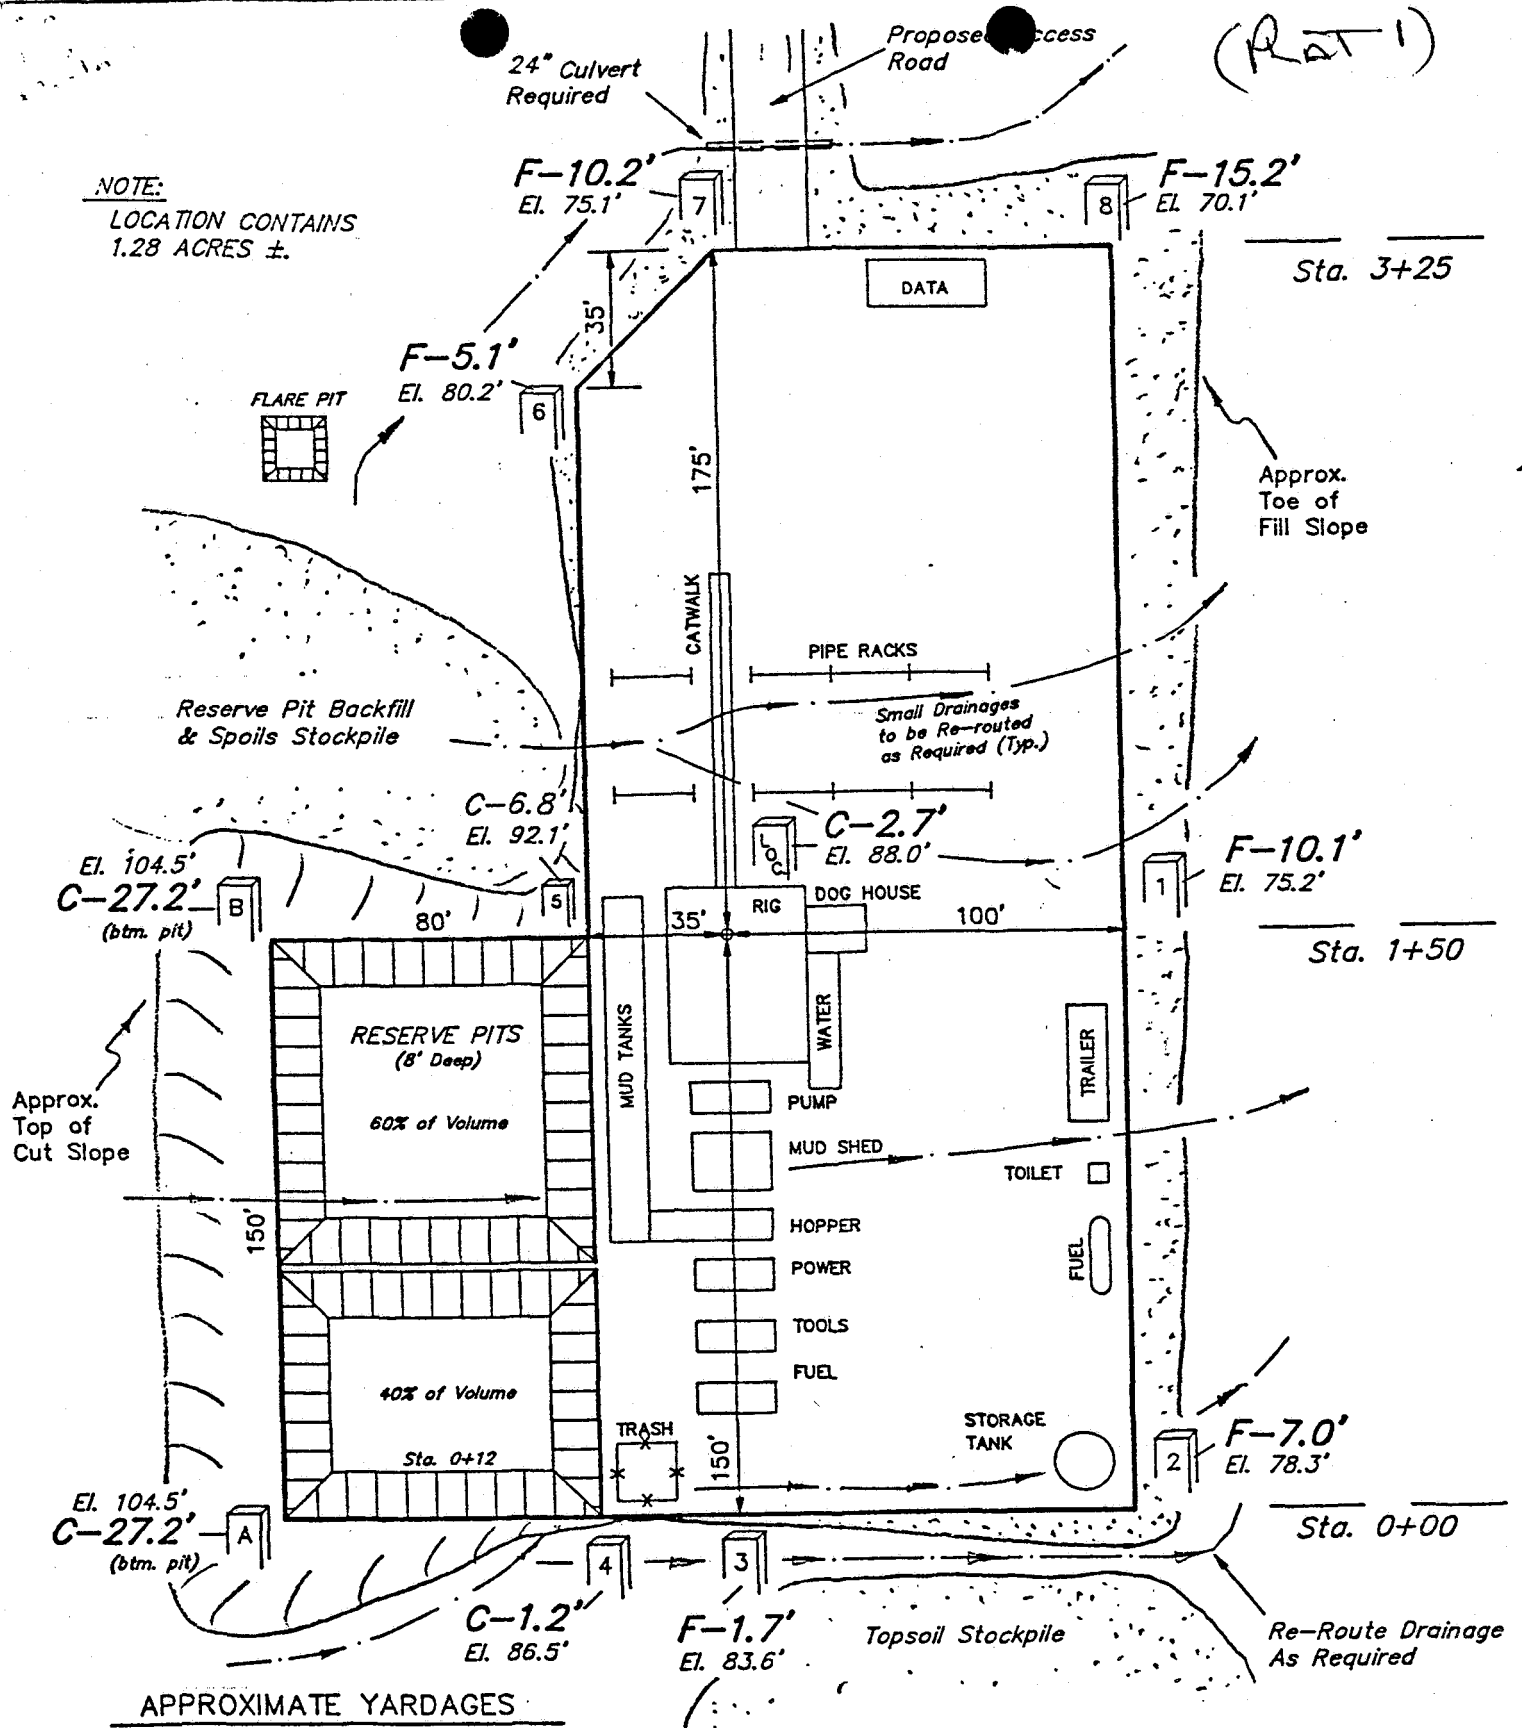 (PLAT 1)
Proposed Access
Road
24" Culvert
Required
F-10.2'
El. 75.1'
7
8
F-15.2'
El. 70.1'
NOTE:
LOCATION CONTAINS
1.28 ACRES ±.
Sta. 3+25
DATA
35'
F-5.1'
El. 80.2'
6
FLARE PIT
175'
Approx.
Toe of
Fill Slope
CATWALK
PIPE RACKS
Reserve Pit Backfill
& Spoils Stockpile
Small Drainages
to be Re-routed
as Required (Typ.)
C-6.8'
El. 92.1'
5
C-2.7'
El. 88.0'
LOC.
El. 104.5'
C-27.2'
(btm. pit)
B
F-10.1'
El. 75.2'
1
80'
35'
RIG
DOG HOUSE
100'
Sta. 1+50
RESERVE PITS
(8' Deep)
60% of Volume
MUD TANKS
WATER
TRAILER
Approx.
Top of
Cut Slope
PUMP
MUD SHED
TOILET
150'
HOPPER
FUEL
POWER
TOOLS
FUEL
40% of Volume
Sta. 0+12
TRASH
150'
STORAGE
TANK
F-7.0'
El. 78.3'
2
El. 104.5'
C-27.2'
(btm. pit)
A
Sta. 0+00
4
3
C-1.2'
El. 86.5'
F-1.7'
El. 83.6'
Topsoil Stockpile
Re-Route Drainage
As Required
APPROXIMATE YARDAGES